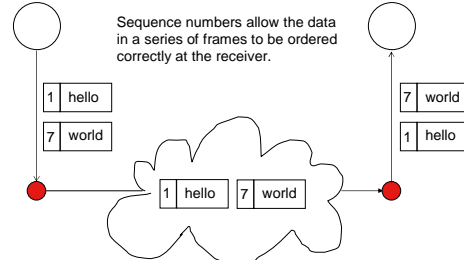 Sequence numbers allow the data
in a series of frames to be ordered
correctly at the receiver.
1 hello
7 world
7 world
1 hello
1 hello 7 world